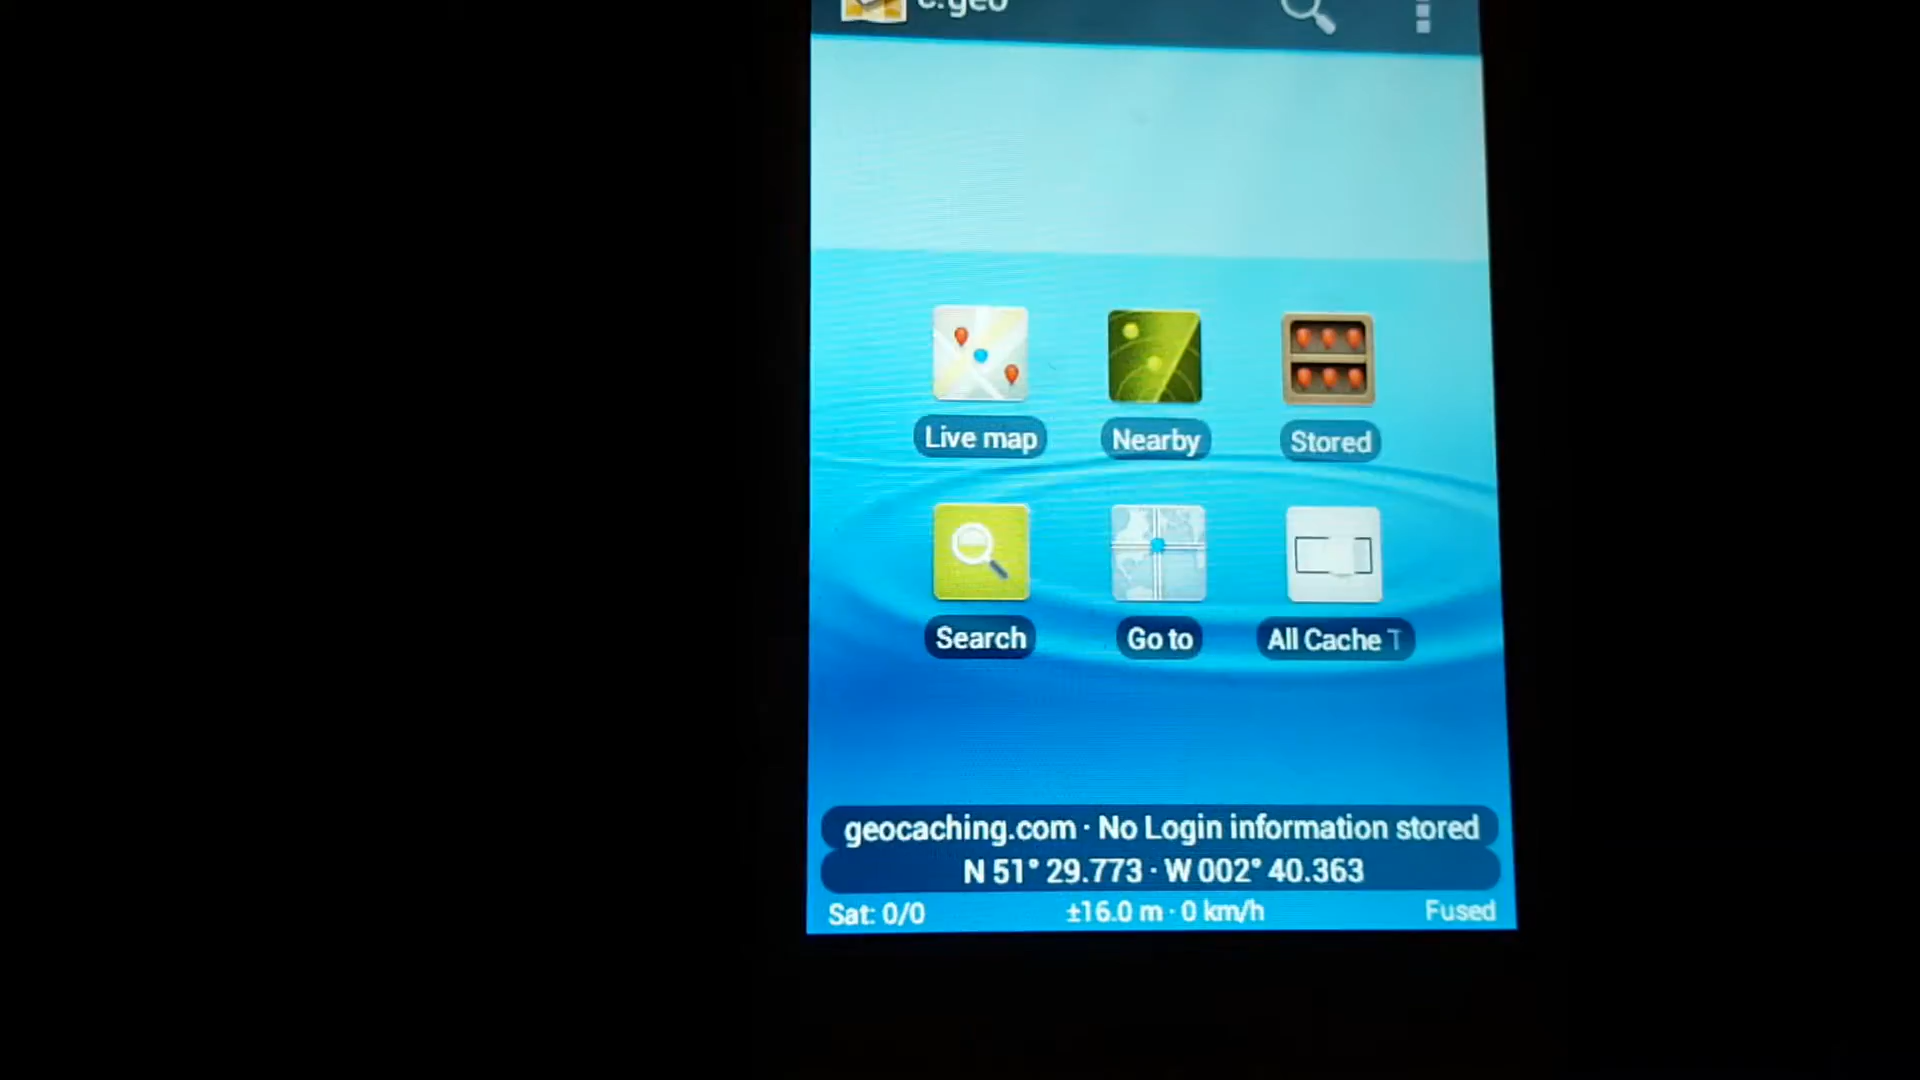 c:geo
Live map
Nearby
Stored
Search
Go to
All Cache T
geocaching.com · No Login information stored
N 51° 29.773 · W 002° 40.363
Sat: 0/0
±16.0 m · 0 km/h
Fused